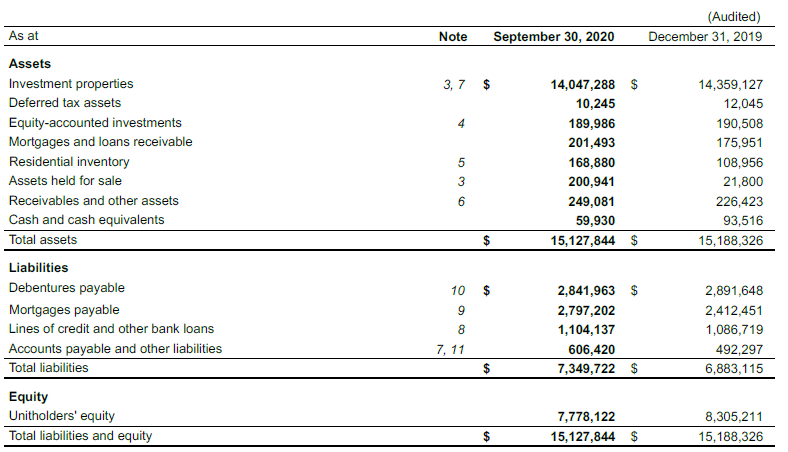 (Audited)
As at Note September 30, 2020 December 31, 2019
Assets
Investment properties 3, 7 $ 14,047,288 $ 14,359,127
Deferred tax assets 10,245 12,045
Equity-accounted investments 4 189,986 190,508
Mortgages and loans receivable 201,493 175,951
Residential inventory 5 168,880 108,956
Assets held for sale 3 200,941 21,800
Receivables and other assets 6 249,081 226,423
Cash and cash equivalents 59,930 93,516
Total assets $ 15,127,844 $ 15,188,326
Liabilities
Debentures payable 10 $ 2,841,963 $ 2,891,648
Mortgages payable 9 2,797,202 2,412,451
Lines of credit and other bank loans 8 1,104,137 1,086,719
Accounts payable and other liabilities 7, 11 606,420 492,297
Total liabilities $ 7,349,722 $ 6,883,115
Equity
Unitholders' equity 7,778,122 8,305,211
Total liabilities and equity $ 15,127,844 $ 15,188,326